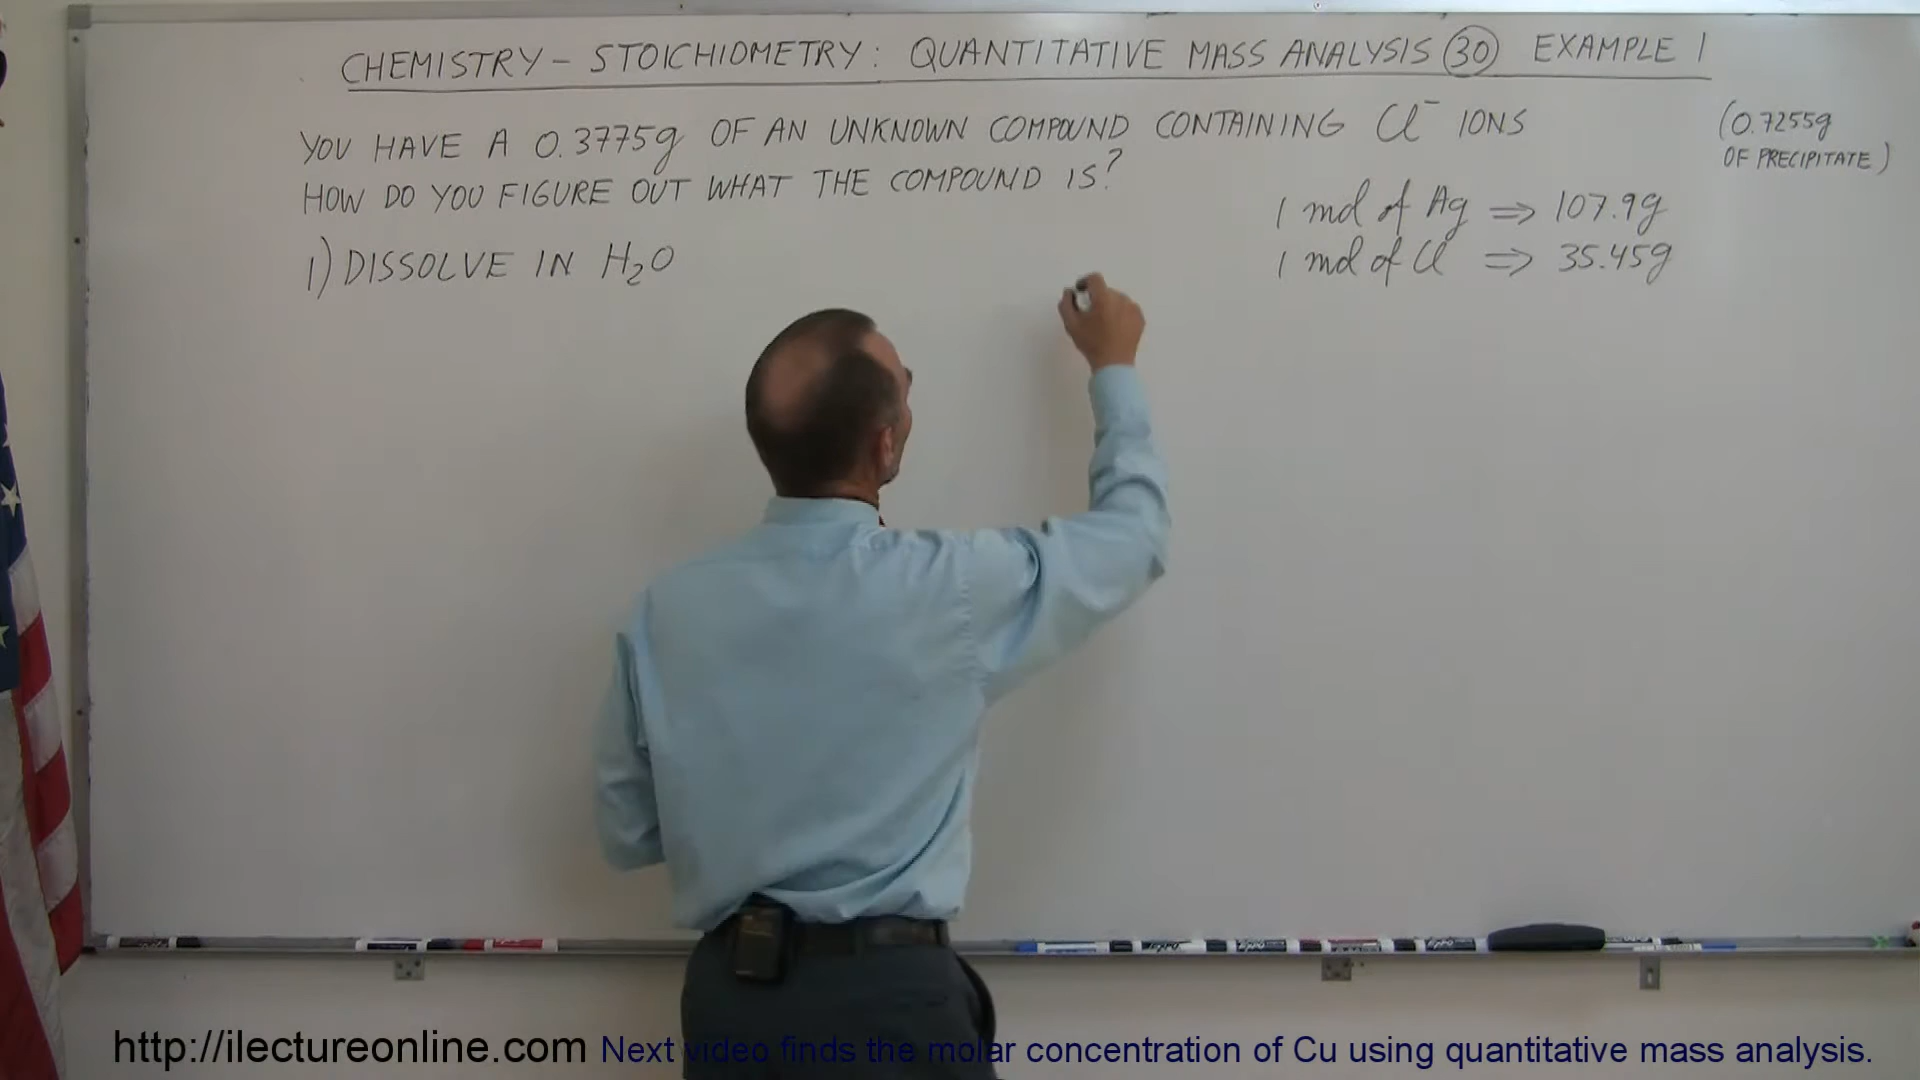 CHEMISTRY – STOICHIOMETRY: QUANTITATIVE MASS ANALYSIS 30 EXAMPLE 1
YOU HAVE A 0.3775g OF AN UNKNOWN COMPOUND CONTAINING Cl⁻ IONS
HOW DO YOU FIGURE OUT WHAT THE COMPOUND IS?
(0.7255g
OF PRECIPITATE)
1 mol of Ag ⇒ 107.9g
1 mol of Cl ⇒ 35.45g
1) DISSOLVE IN H₂O
http://ilectureonline.com Next video finds the molar concentration of Cu using quantitative mass analysis.